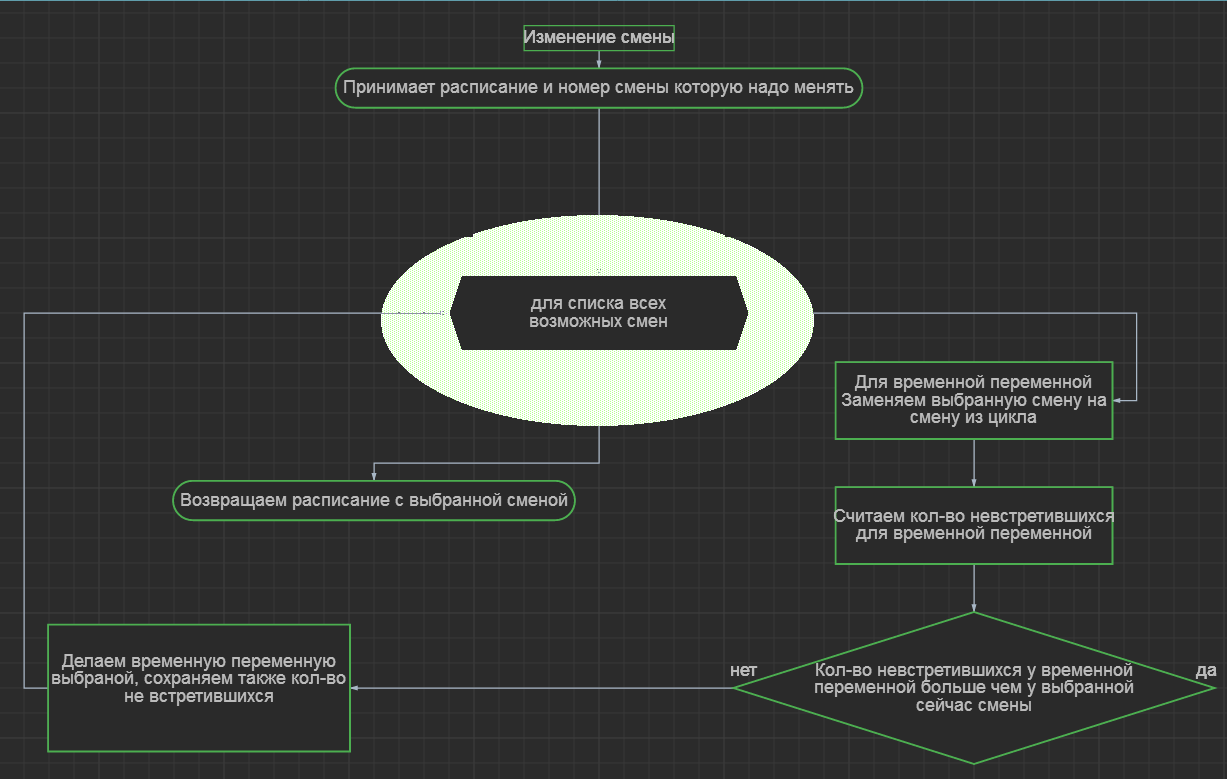 Изменение смены
Принимает расписание и номер смены которую надо менять
для списка всех
возможных смен
Для временной переменной
Заменяем выбранную смену на
смену из цикла
Возвращаем расписание с выбранной сменой
Считаем кол-во невстретившихся
для временной переменной
нет
Кол-во невстретившихся у временной
переменной больше чем у выбранной
сейчас смены
да
Делаем временную переменную
выбраной, сохраняем также кол-во
не встретившихся